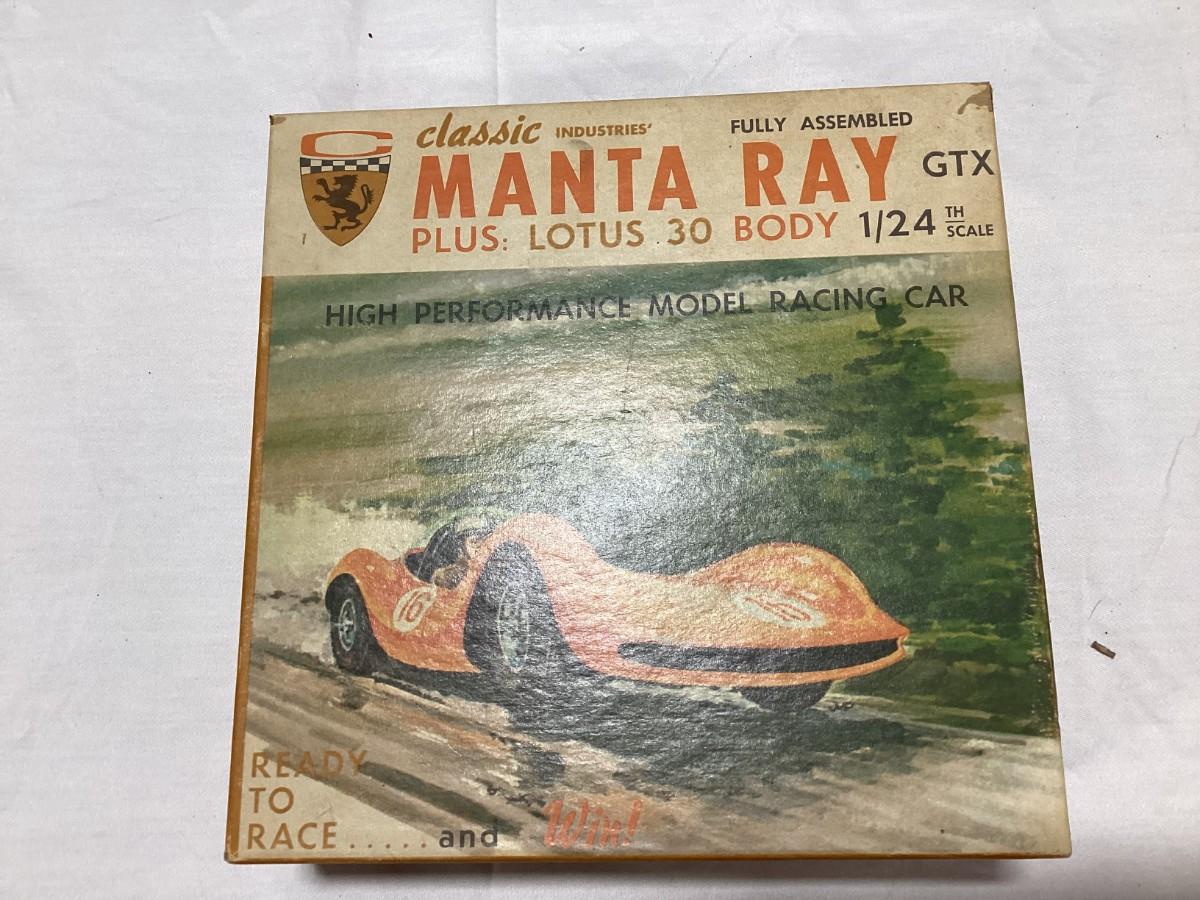 classic INDUSTRIES' FULLY ASSEMBLED
MANTA RAY GTX
PLUS: LOTUS 30 BODY 1/24 TH SCALE
HIGH PERFORMANCE MODEL RACING CAR
16
16
READY
TO
RACE ..... and Win!